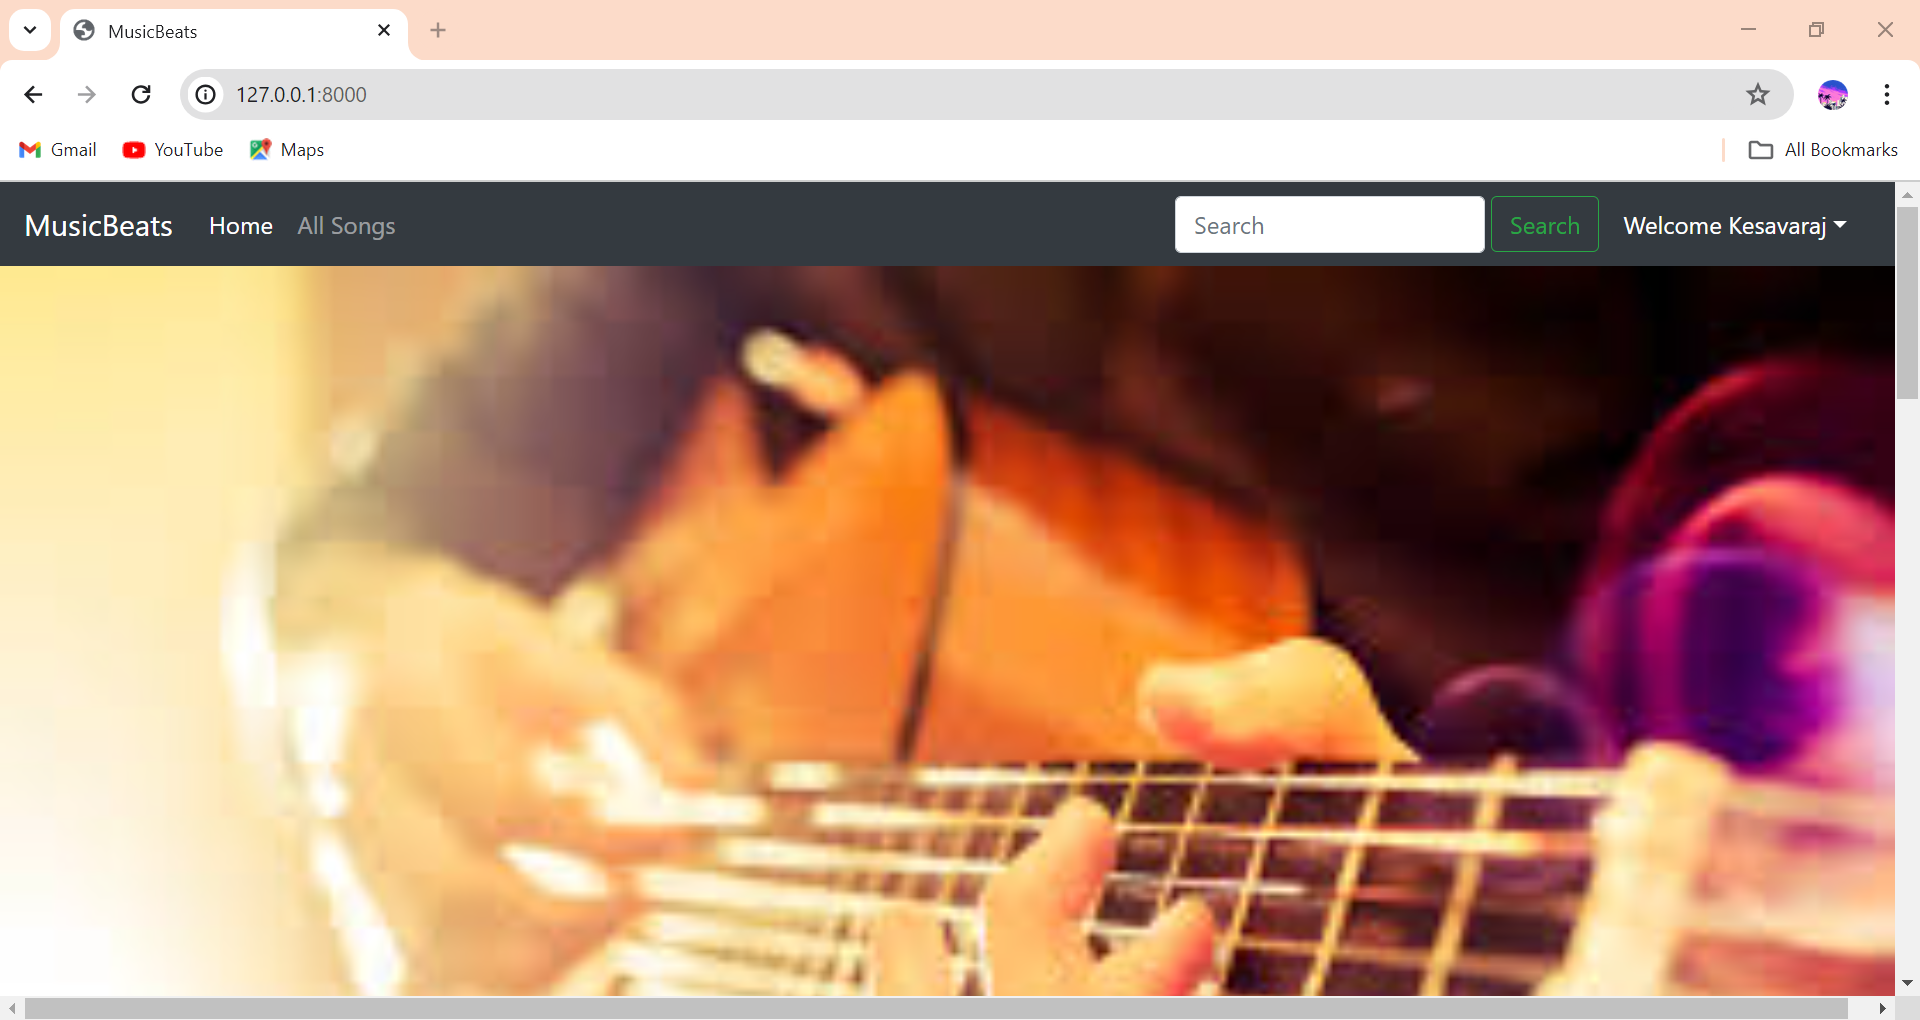 MusicBeats
127.0.0.1:8000
Gmail YouTube Maps All Bookmarks
MusicBeats Home All Songs Search Search Welcome Kesavaraj